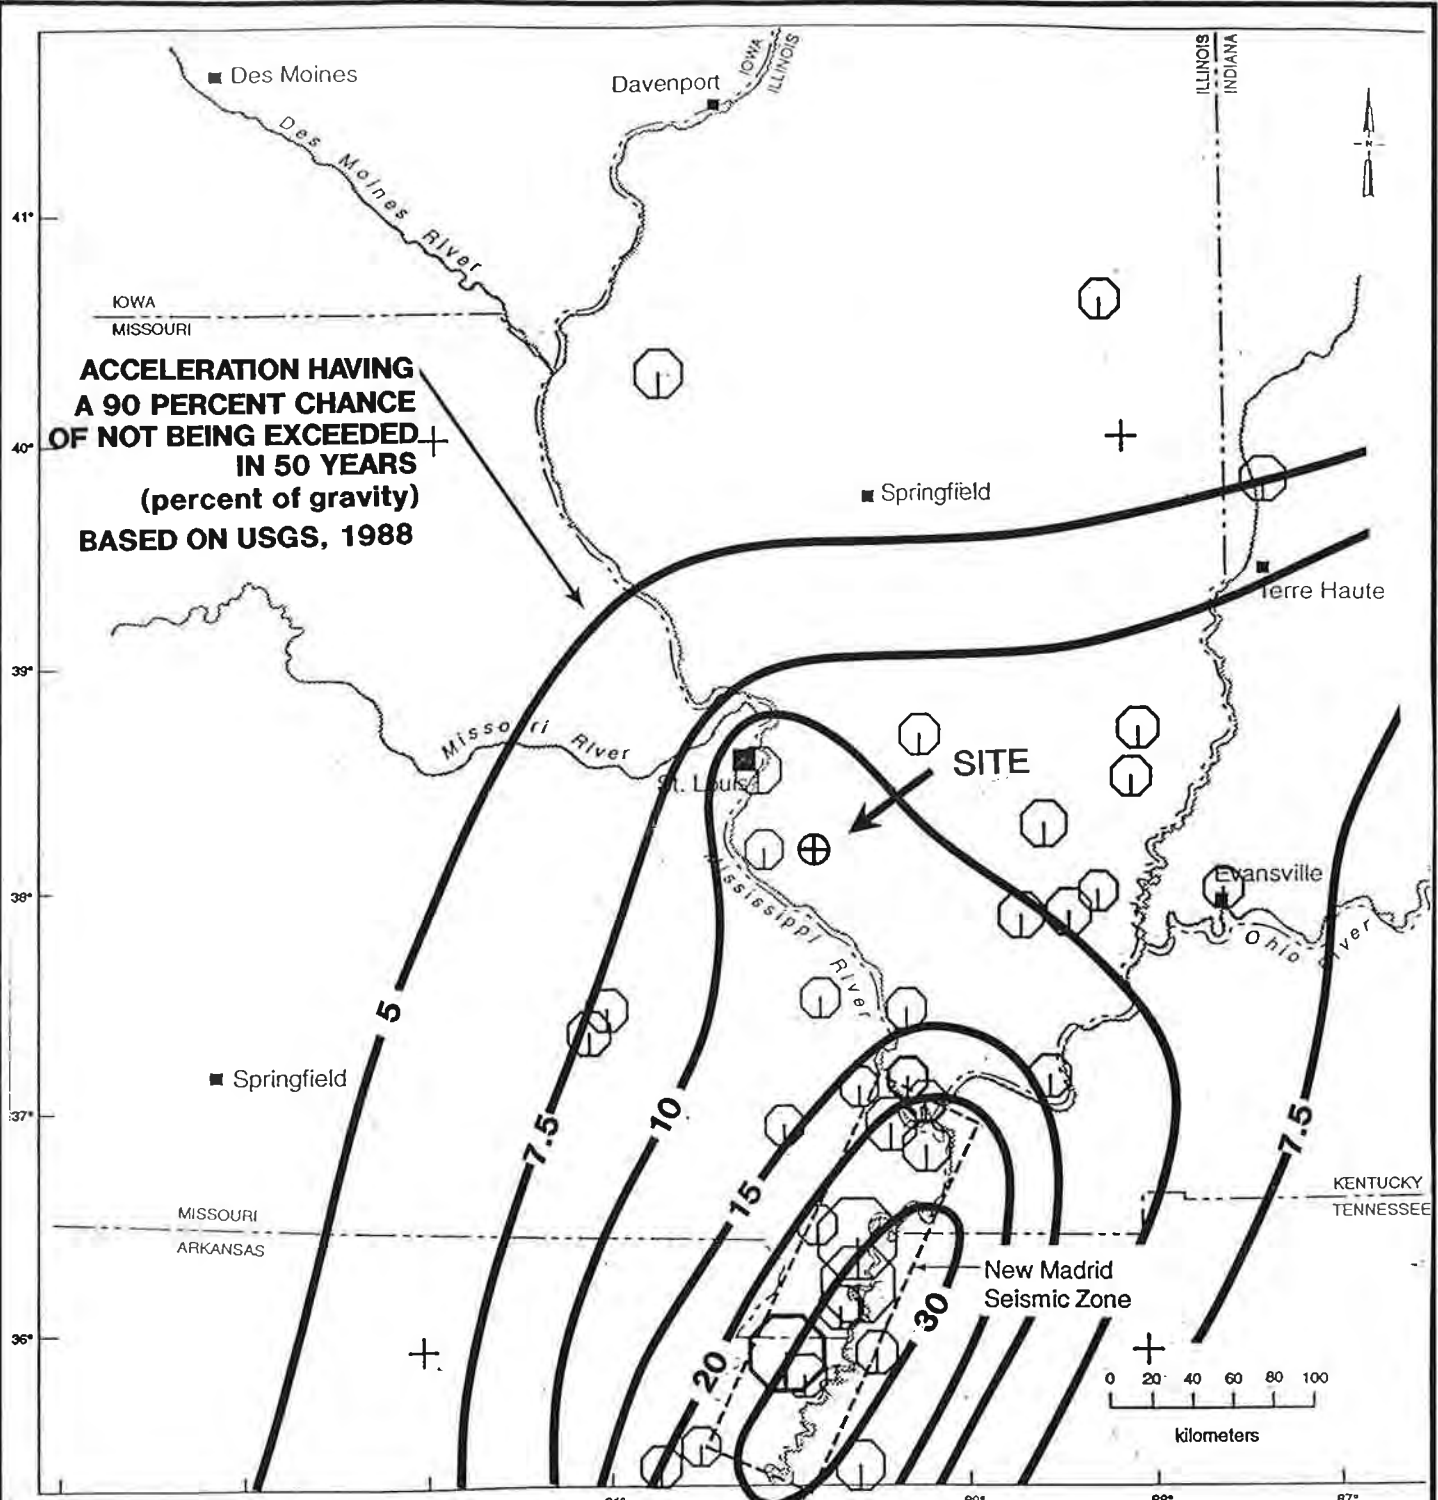 Des Moines
Davenport
IOWA
ILLINOIS
ILLINOIS
INDIANA
N
Des Moines River
41°
IOWA
MISSOURI
ACCELERATION HAVING
A 90 PERCENT CHANCE
OF NOT BEING EXCEEDED
IN 50 YEARS
(percent of gravity)
BASED ON USGS, 1988
40°
Springfield
Terre Haute
39°
Missouri River
St. Louis
SITE
Mississippi River
38°
Evansville
Ohio River
5
Springfield
37°
7.5
10
15
7.5
KENTUCKY
TENNESSEE
MISSOURI
ARKANSAS
New Madrid
Seismic Zone
30
20
36°
0 20 40 60 80 100
kilometers
91°
89°
88°
87°